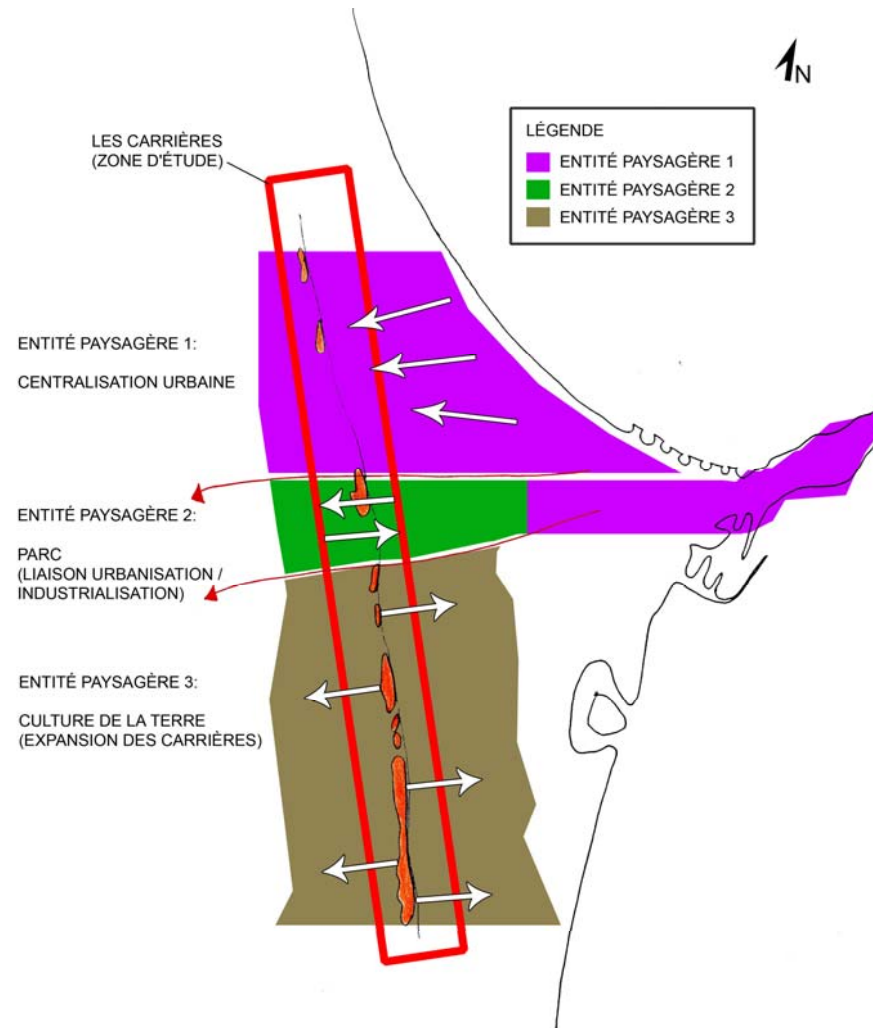 N
LÉGENDE
ENTITÉ PAYSAGÈRE 1
ENTITÉ PAYSAGÈRE 2
ENTITÉ PAYSAGÈRE 3
LES CARRIÈRES
(ZONE D'ÉTUDE)
ENTITÉ PAYSAGÈRE 1:
CENTRALISATION URBAINE
ENTITÉ PAYSAGÈRE 2:
PARC
(LIAISON URBANISATION /
INDUSTRIALISATION)
ENTITÉ PAYSAGÈRE 3:
CULTURE DE LA TERRE
(EXPANSION DES CARRIÈRES)